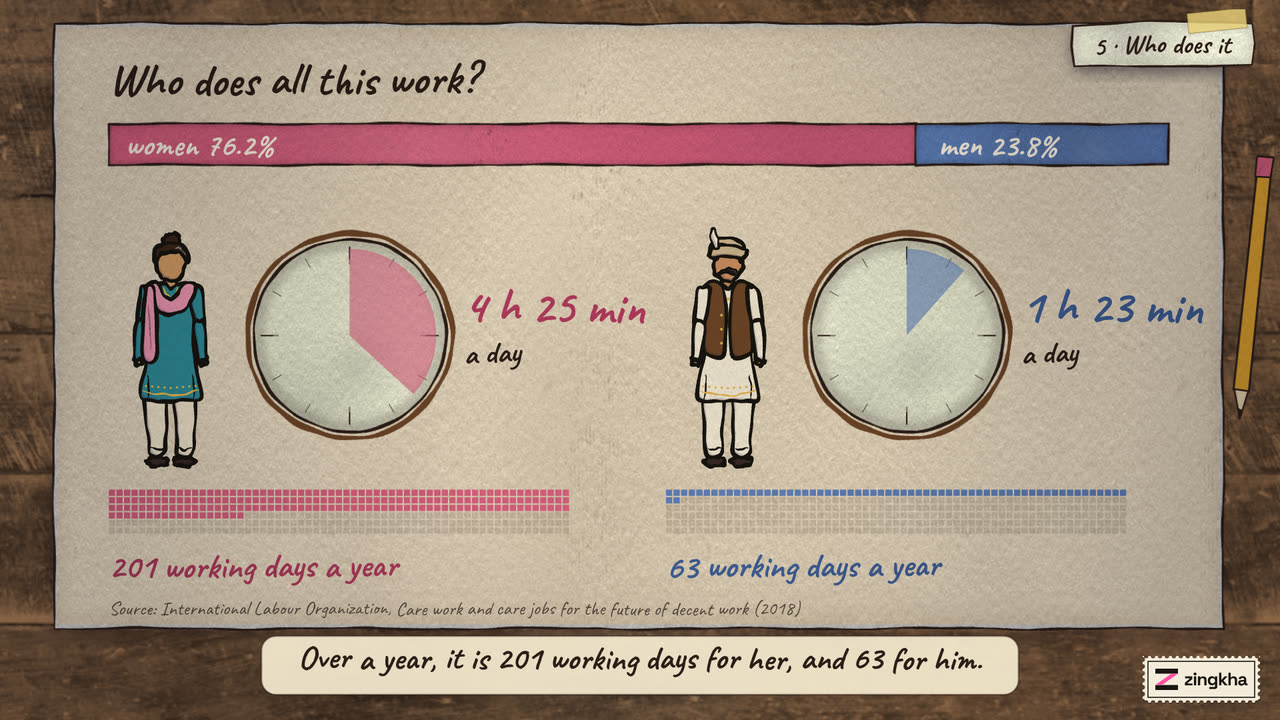 5 · Who does it
Who does all this work?
women 76.2%
men 23.8%
4 h 25 min
a day
1 h 23 min
a day
201 working days a year
63 working days a year
Source: International Labour Organization, Care work and care jobs for the future of decent work (2018)
Over a year, it is 201 working days for her, and 63 for him.
zingkha